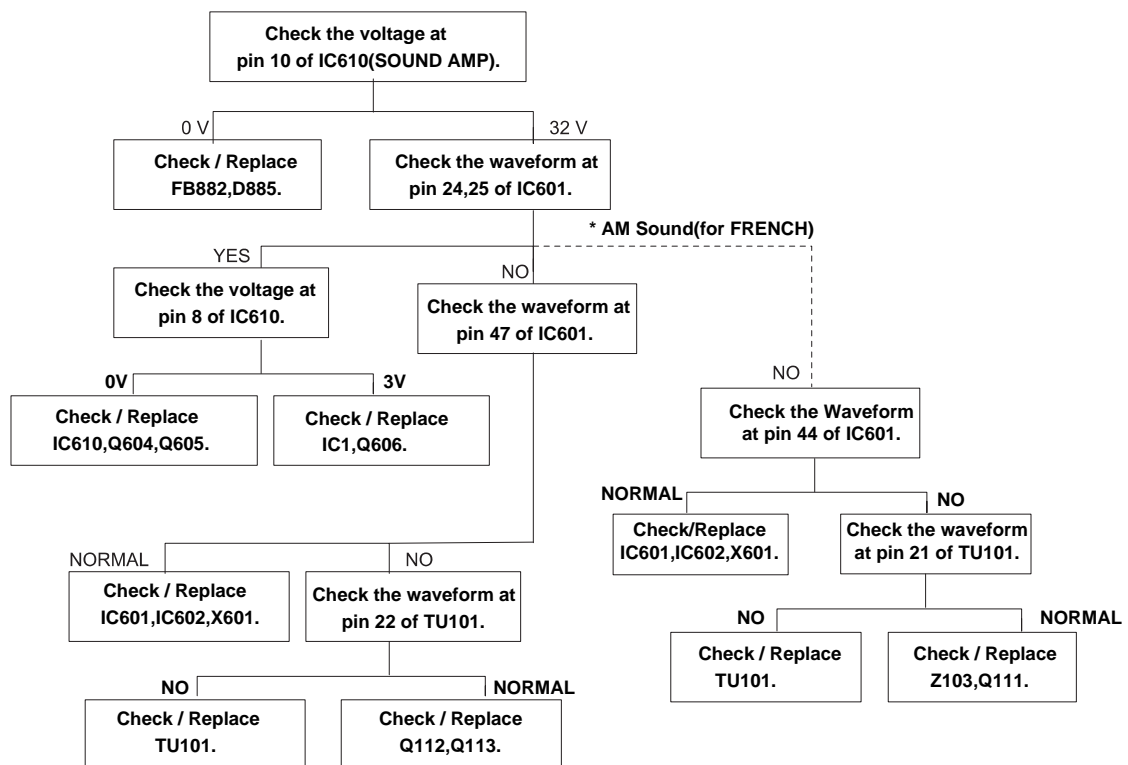 Check the voltage at
pin 10 of IC610(SOUND AMP).
0 V
32 V
Check / Replace
FB882,D885.
Check the waveform at
pin 24,25 of IC601.
* AM Sound(for FRENCH)
YES
NO
Check the voltage at
pin 8 of IC610.
Check the waveform at
pin 47 of IC601.
0V
3V
NO
Check / Replace
IC610,Q604,Q605.
Check / Replace
IC1,Q606.
Check the Waveform
at pin 44 of IC601.
NORMAL
NO
Check/Replace
IC601,IC602,X601.
Check the waveform
at pin 21 of TU101.
NORMAL
NO
Check / Replace
IC601,IC602,X601.
Check the waveform at
pin 22 of TU101.
NO
NORMAL
Check / Replace
TU101.
Check / Replace
Z103,Q111.
NO
NORMAL
Check / Replace
TU101.
Check / Replace
Q112,Q113.